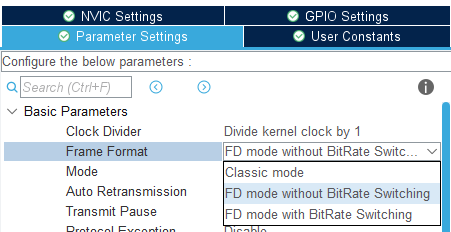 NVIC Settings
GPIO Settings
Parameter Settings
User Constants
Configure the below parameters :
Search (Ctrl+F)
Basic Parameters
Clock Divider Divide kernel clock by 1
Frame Format FD mode without BitRate Switc...
Mode Classic mode
Auto Retransmission FD mode without BitRate Switching
Transmit Pause FD mode with BitRate Switching
Protocol Exception Disable